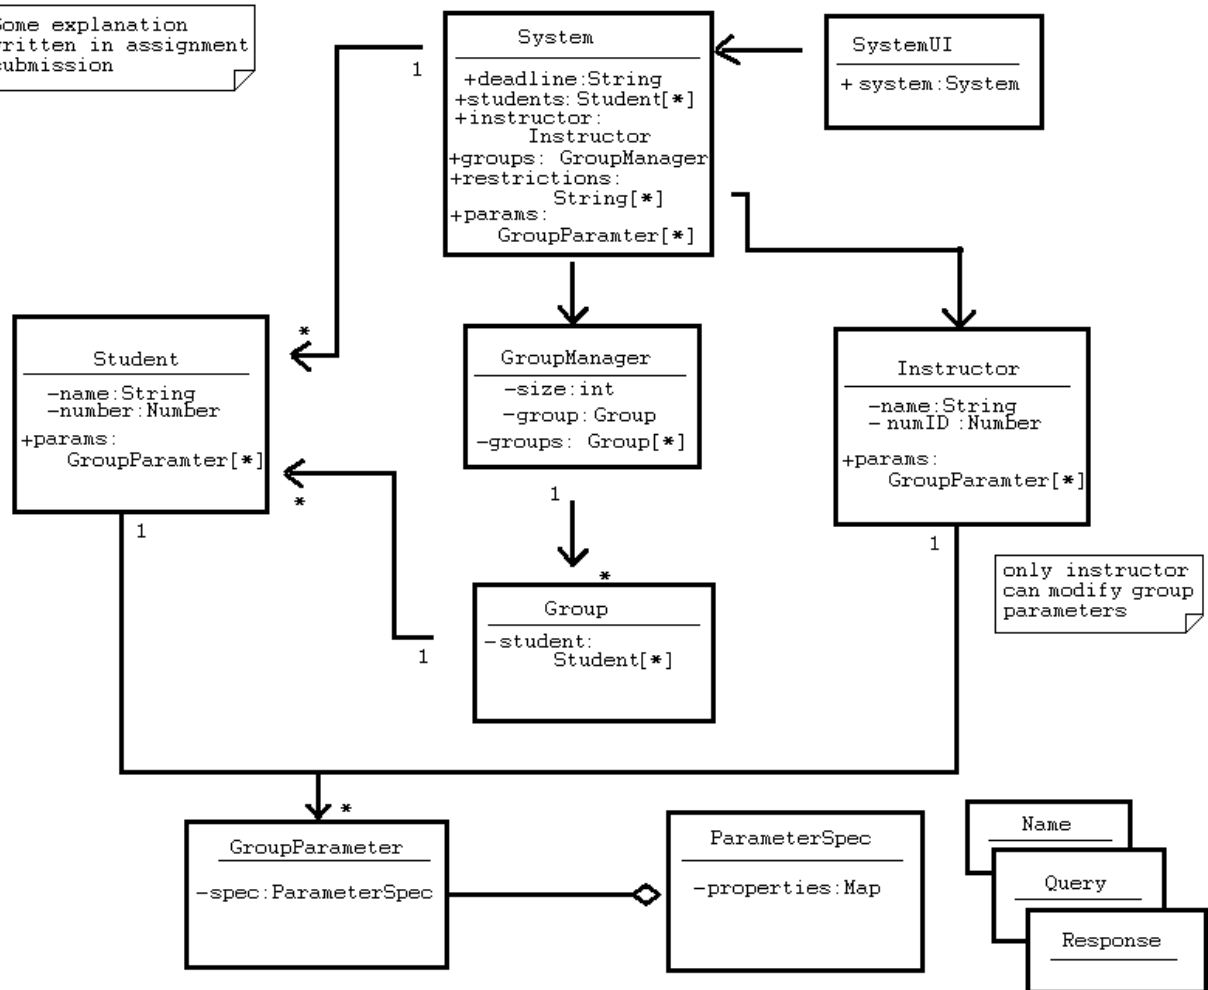 Some explanation
written in assignment
submission
System
+deadline:String
+students:Student[*]
+instructor:
Instructor
+groups: GroupManager
+restrictions:
String[*]
+params:
GroupParamter[*]
SystemUI
+ system:System
1
*
Student
-name:String
-number:Number
+params:
GroupParamter[*]
*
1
GroupManager
-size:int
-group:Group
-groups: Group[*]
1
*
Instructor
-name:String
- numID :Number
+params:
GroupParamter[*]
1
only instructor
can modify group
parameters
Group
-student:
Student[*]
1
*
GroupParameter
-spec:ParameterSpec
ParameterSpec
-properties:Map
Name
Query
Response